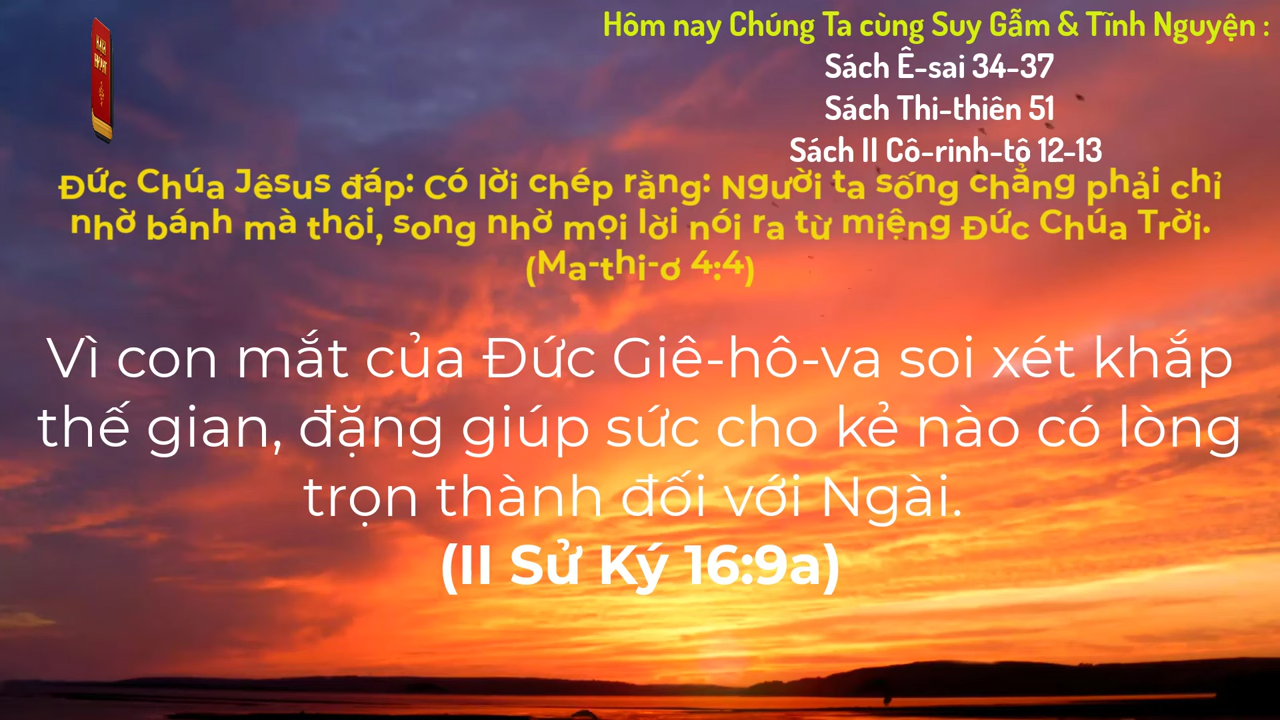 Hôm nay Chúng Ta cùng Suy Gẫm & Tĩnh Nguyện :
Sách Ê-sai 34-37
Sách Thi-thiên 51
Sách II Cô-rinh-tô 12-13
Đức Chúa Jêsus đáp: Có lời chép rằng: Người ta sống chẳng phải chỉ
nhờ bánh mà thôi, song nhờ mọi lời nói ra từ miệng Đức Chúa Trời.
(Ma-thi-ơ 4:4)
Vì con mắt của Đức Giê-hô-va soi xét khắp
thế gian, đặng giúp sức cho kẻ nào có lòng
trọn thành đối với Ngài.
(II Sử Ký 16:9a)